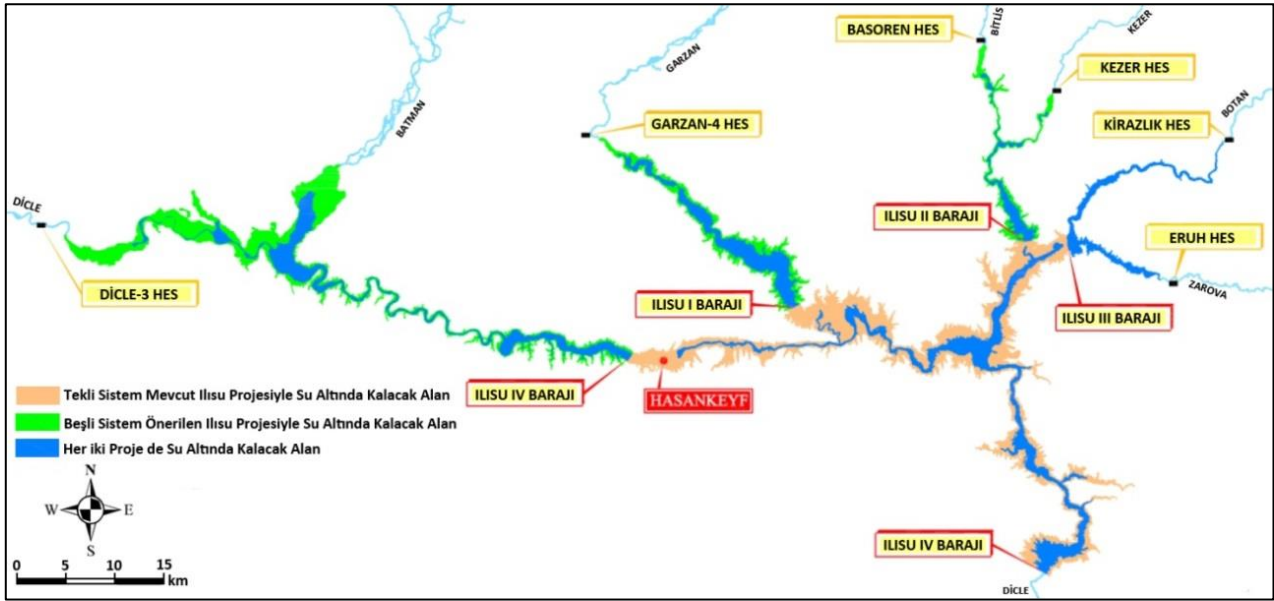 BASOREN HES
BİTLİS
KEZER
KEZER HES
GARZAN
BATMAN
GARZAN-4 HES
KİRAZLIK HES
BOTAN
DİCLE
ILISU II BARAJI
ERUH HES
ZAROVA
DİCLE-3 HES
ILISU I BARAJI
ILISU III BARAJI
ILISU IV BARAJI
HASANKEYF
Tekli Sistem Mevcut Ilısu Projesiyle Su Altında Kalacak Alan
Beşli Sistem Önerilen Ilısu Projesiyle Su Altında Kalacak Alan
Her iki Proje de Su Altında Kalacak Alan
N
W E
S
ILISU IV BARAJI
0 5 10 15
km
DİCLE